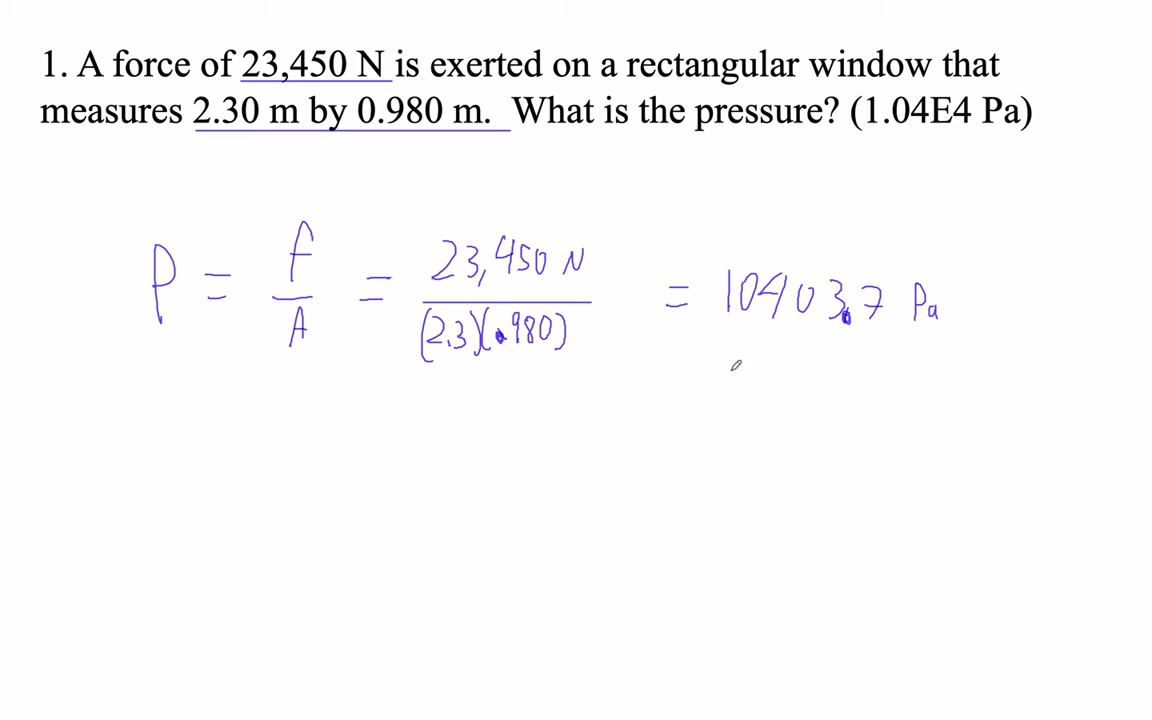 1. A force of 23,450 N is exerted on a rectangular window that
measures 2.30 m by 0.980 m. What is the pressure? (1.04E4 Pa)
P = f/A = 23,450 N/(2.3)(.980) = 10403.7 Pa